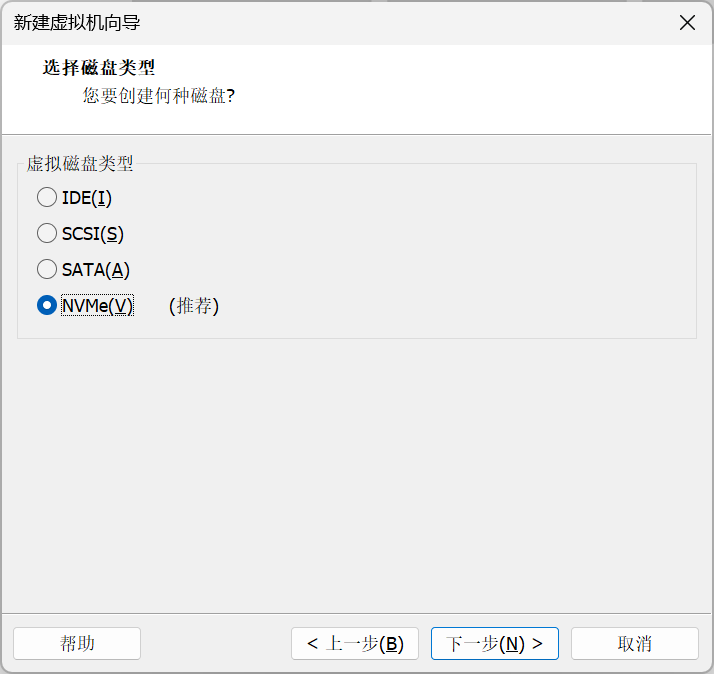 新建虚拟机向导
选择磁盘类型
您要创建何种磁盘?
虚拟磁盘类型
IDE(I)
SCSI(S)
SATA(A)
NVMe(V) (推荐)
帮助 < 上一步(B) 下一步(N) > 取消